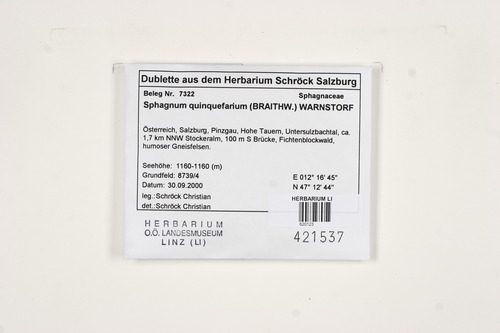 Dublette aus dem Herbarium Schröck Salzburg
Beleg Nr. 7322 Sphagnaceae
Sphagnum quinquefarium (BRAITHW.) WARNSTORF
Österreich, Salzburg, Pinzgau, Hohe Tauern, Untersulzbachtal, ca.
1,7 km NNW Stockeralm, 100 m S Brücke, Fichtenblockwald,
humoser Gneisfelsen.
Seehöhe: 1160-1160 (m)
Grundfeld: 8739/4 E 012° 16' 45"
Datum: 30.09.2000 N 47° 12' 44"
leg.:Schröck Christian
det.:Schröck Christian
HERBARIUM LI
HERBARIUM
O.Ö. LANDESMUSEUM
LINZ (LI)
421537